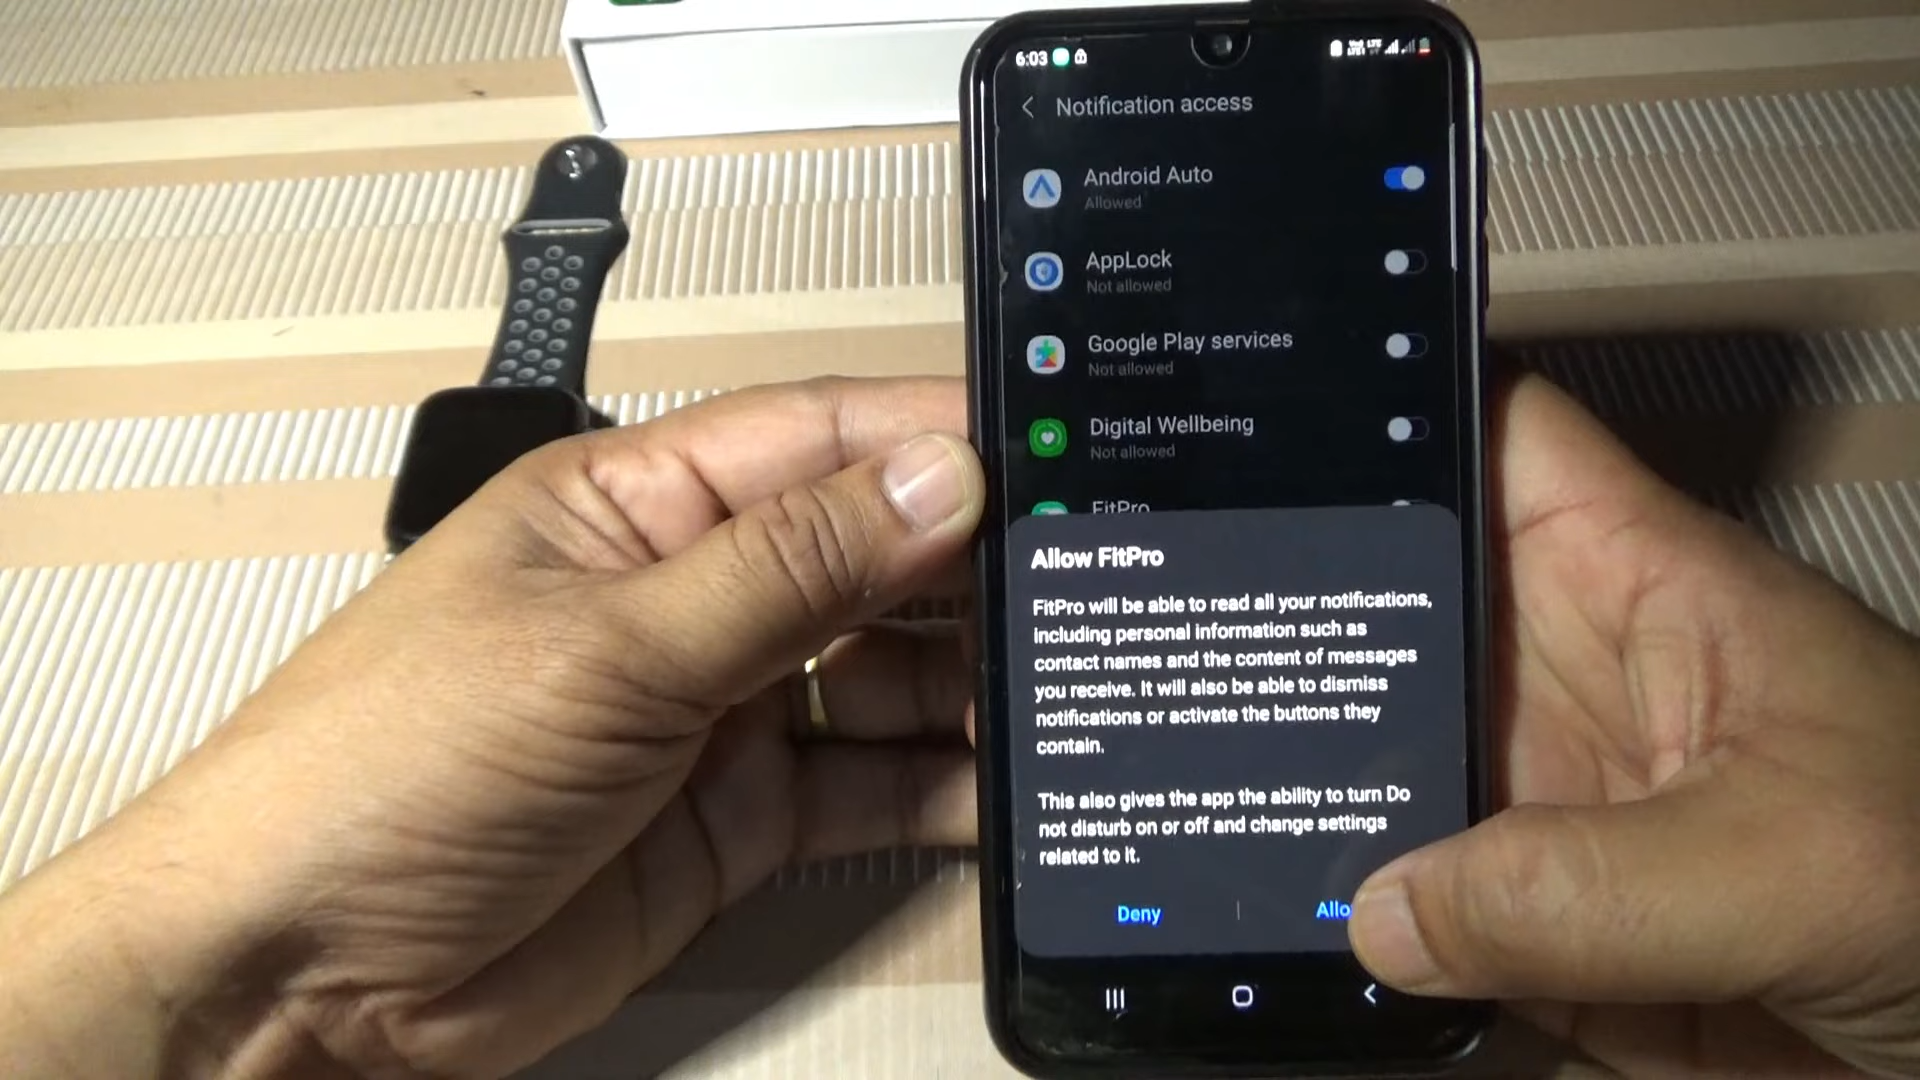 6:03
Notification access
Android Auto
Allowed
AppLock
Not allowed
Google Play services
Not allowed
Digital Wellbeing
Not allowed
FitPro
Allow FitPro
FitPro will be able to read all your notifications,
including personal information such as
contact names and the content of messages
you receive. It will also be able to dismiss
notifications or activate the buttons they
contain.
This also gives the app the ability to turn Do
not disturb on or off and change settings
related to it.
Deny
Allo